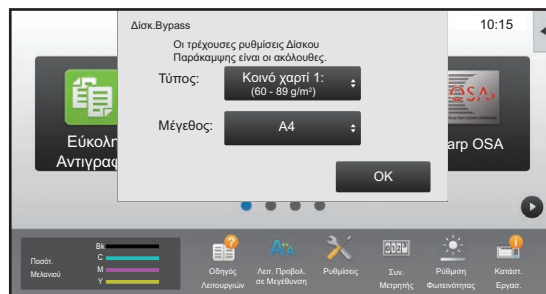 Δίσκ.Bypass
10:15
Οι τρέχουσες ρυθμίσεις Δίσκου
Παράκαμψης είναι οι ακόλουθες.
Τύπος:
Κοινό χαρτί 1:
(60 - 89 g/m²)
Μέγεθος:
A4
OK
Εύκολη
Αντιγραφ
OSA
arp OSA
Ποσότ.
Μελανιού
Bk
C
M
Y
Οδηγός
Λειτουργιών
Λειτ. Προβολ.
σε Μεγέθυνση
Ρυθμίσεις
Συν.
Μετρητής
Ρύθμιση
Φωτεινότητας
Κατάστ.
Εργασ.